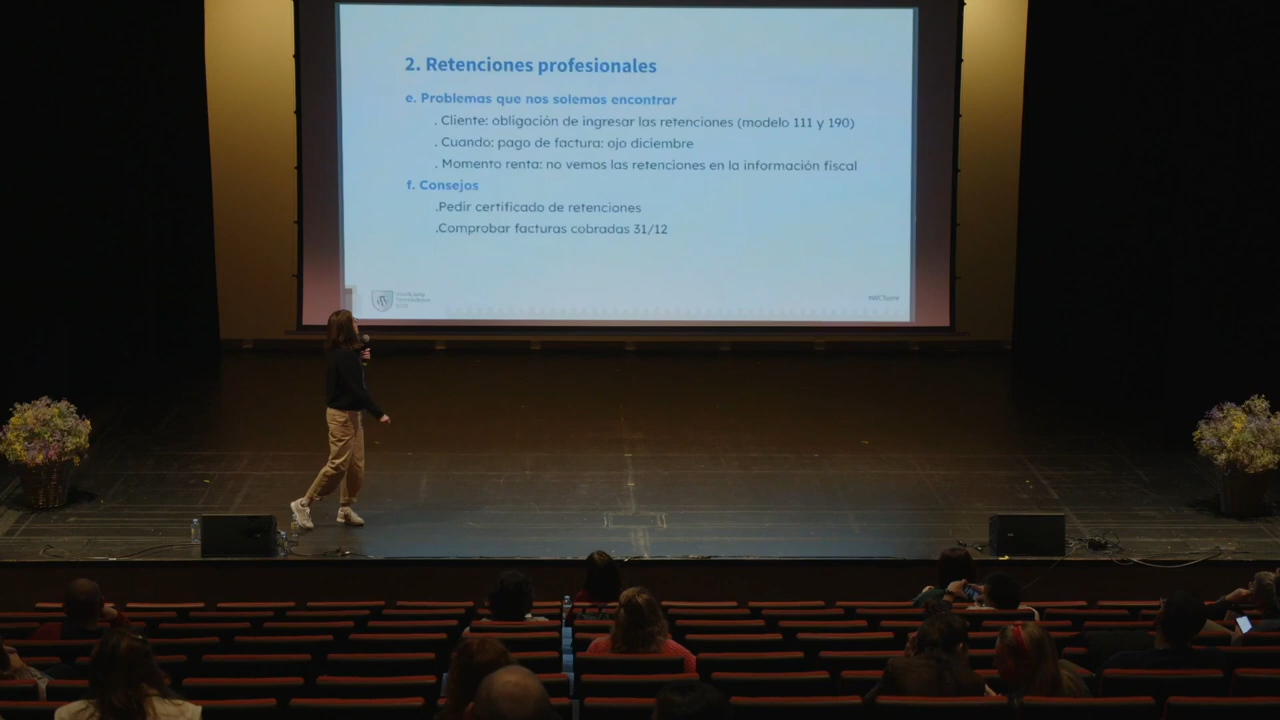 2. Retenciones profesionales
e. Problemas que nos solemos encontrar
. Cliente: obligación de ingresar las retenciones (modelo 111 y 190)
. Cuando: pago de factura: ojo diciembre
. Momento renta: no vemos las retenciones en la información fiscal
f. Consejos
.Pedir certificado de retenciones
.Comprobar facturas cobradas 31/12